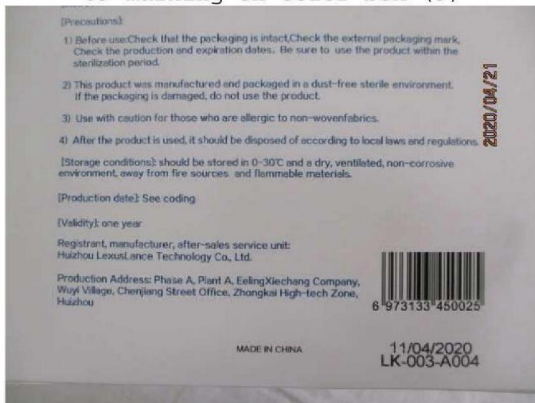 [Precautions]:
1) Before use:Check that the packaging is intact,Check the external packaging mark,
Check the production and expiration dates. Be sure to use the product within the
sterilization period.
2) This product was manufactured and packaged in a dust-free sterile environment.
If the packaging is damaged, do not use the product.
3) Use with caution for those who are allergic to non-wovenfabrics.
4) After the product is used, it should be disposed of according to local laws and regulations.
[Storage conditions]: should be stored in 0-30℃ and a dry, ventilated, non-corrosive
environment, away from fire sources and flammable materials.
[Production date]: See coding
[Validity]: one year
Registrant, manufacturer, after-sales service unit:
Huizhou LexusLance Technology Co., Ltd.
Production Address: Phase A, Plant A, EelingXiechang Company,
Wuyi Village, Chenjiang Street Office, Zhongkai High-tech Zone,
Huizhou
6 973133 450025
MADE IN CHINA
11/04/2020
LK-003-A004
2020/04/21